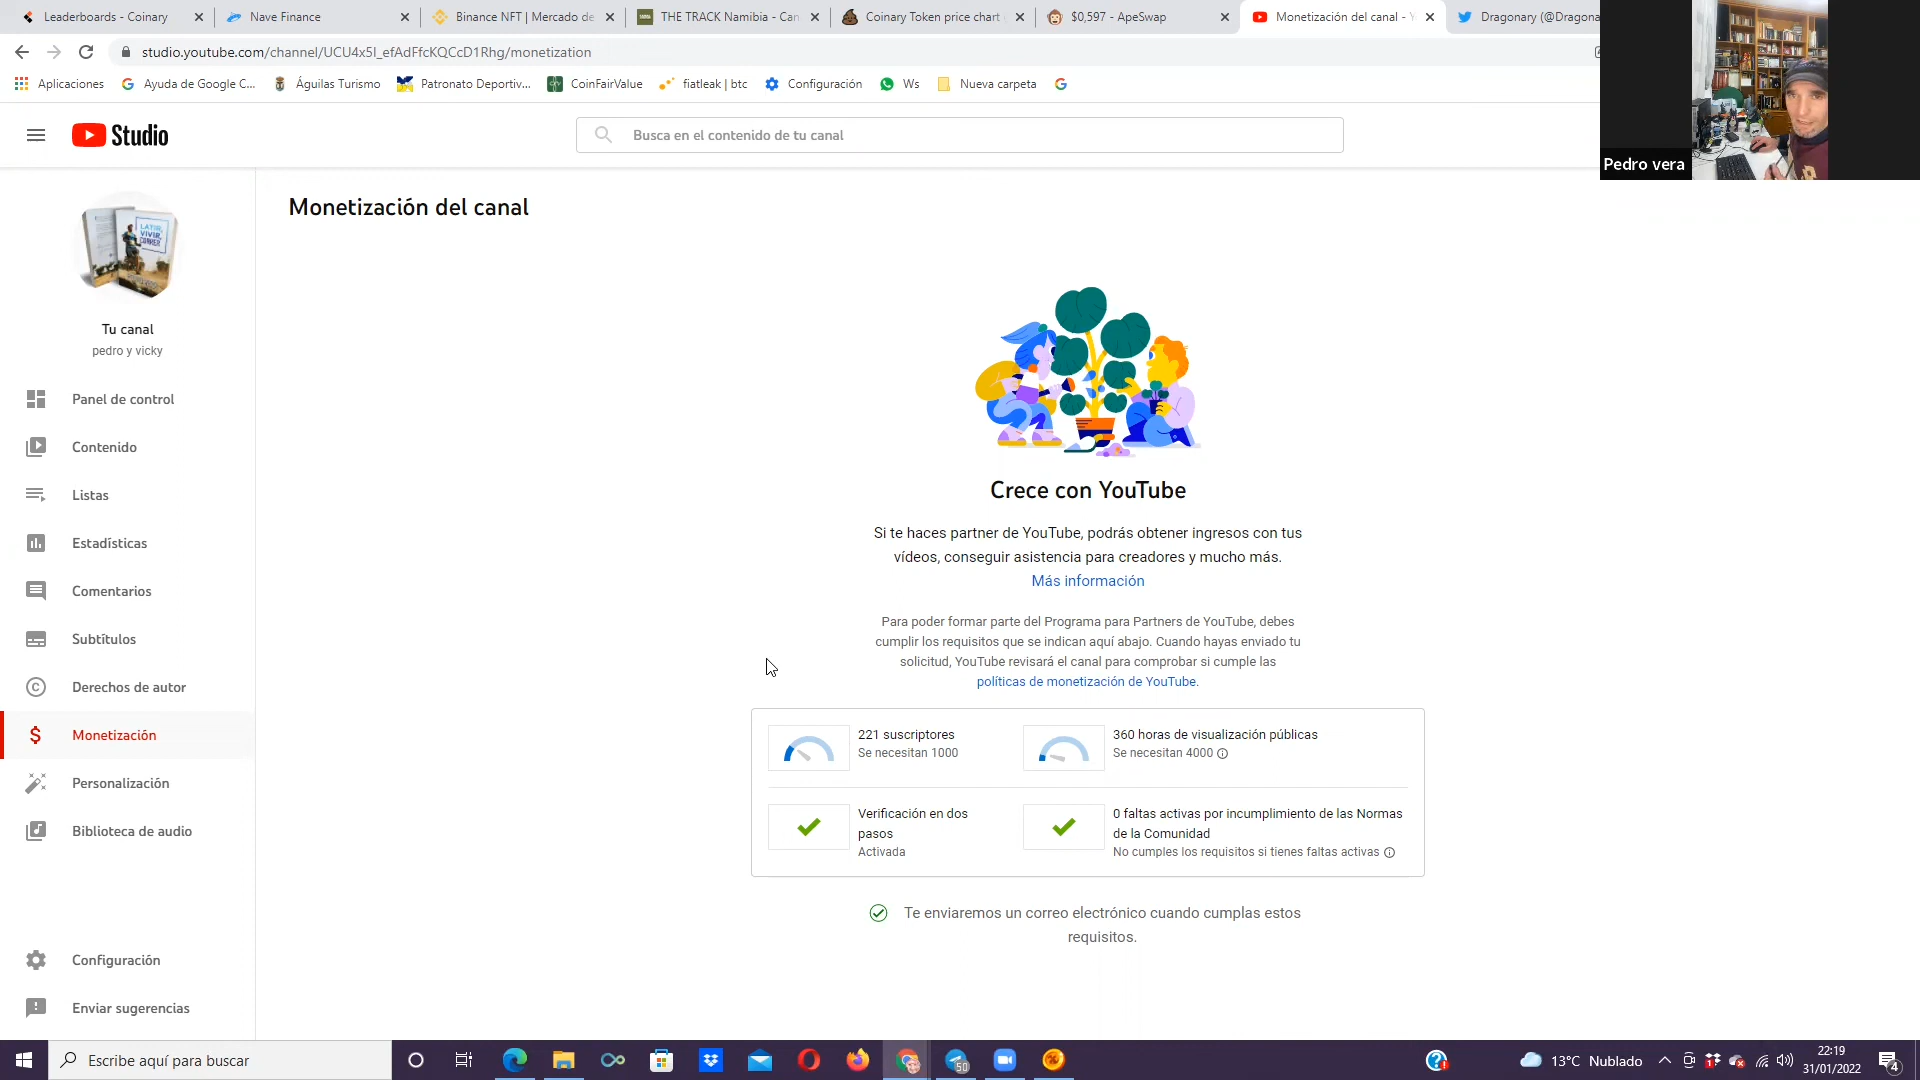 Leaderboards - Coinary
Nave Finance
Binance NFT | Mercado de
THE TRACK Namibia - Can
Coinary Token price chart
$0,597 - ApeSwap
Monetización del canal - Y
Dragonary (@Dragona
studio.youtube.com/channel/UCU4x5I_efAdFfcKQCcD1Rhg/monetization
Aplicaciones
Ayuda de Google C...
Águilas Turismo
Patronato Deportiv...
CoinFairValue
fiatleak | btc
Configuración
Ws
Nueva carpeta
Studio
Busca en el contenido de tu canal
Pedro vera
Monetización del canal
LATIR,
VIVIR,
CORRER
Tu canal
pedro y vicky
Panel de control
Contenido
Listas
Estadísticas
Comentarios
Subtítulos
Derechos de autor
Monetización
Personalización
Biblioteca de audio
Configuración
Enviar sugerencias
Crece con YouTube
Si te haces partner de YouTube, podrás obtener ingresos con tus
vídeos, conseguir asistencia para creadores y mucho más.
Más información
Para poder formar parte del Programa para Partners de YouTube, debes
cumplir los requisitos que se indican aquí abajo. Cuando hayas enviado tu
solicitud, YouTube revisará el canal para comprobar si cumple las
políticas de monetización de YouTube.
221 suscriptores
Se necesitan 1000
360 horas de visualización públicas
Se necesitan 4000
Verificación en dos
pasos
Activada
0 faltas activas por incumplimiento de las Normas
de la Comunidad
No cumples los requisitos si tienes faltas activas
Te enviaremos un correo electrónico cuando cumplas estos
requisitos.
Escribe aquí para buscar
50
13°C Nublado
22:19
31/01/2022
4